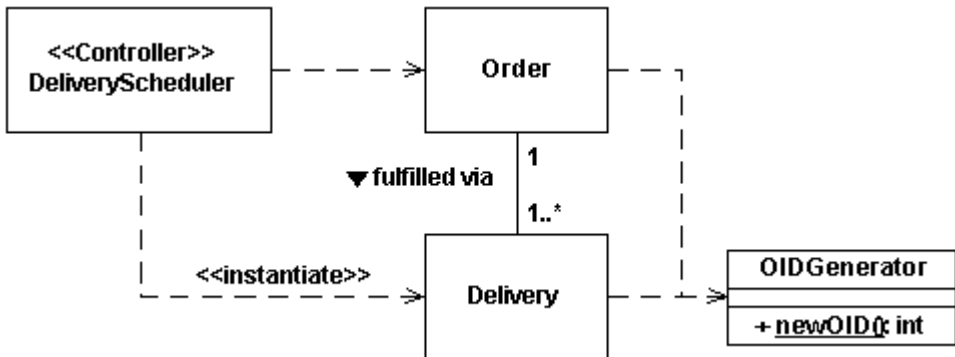 <<Controller>>
DeliveryScheduler
Order
1
▼ fulfilled via
1..*
<<instantiate>>
Delivery
OIDGenerator
+ newOID(): int